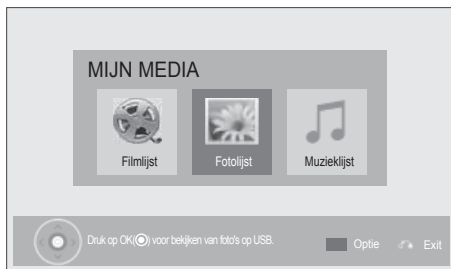 MIJN MEDIA
Filmlijst Fotolijst Muzieklijst
Druk op OK(◉) voor bekijken van foto's op USB.
Optie Exit